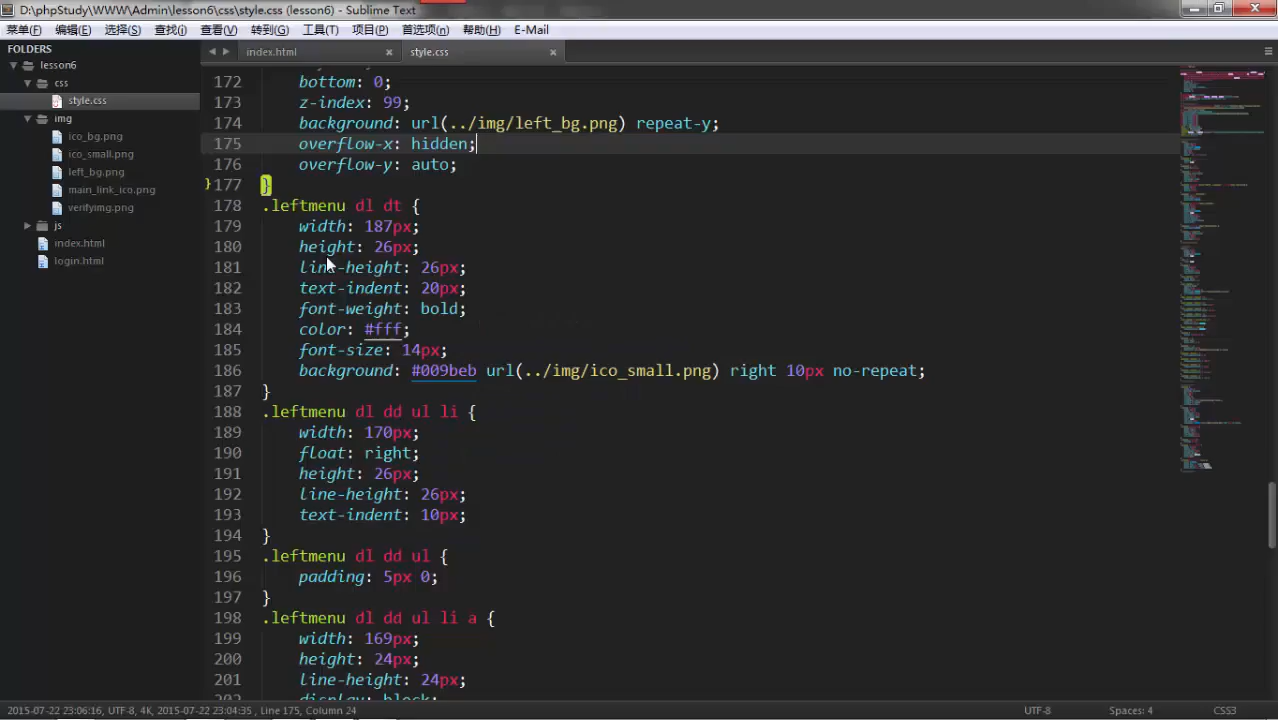 D:\phpStudy\WWW\Admin\lesson6\css\style.css (lesson6) - Sublime Text
菜单(F) 编辑(E) 选择(S) 查找(I) 查看(V) 转到(G) 工具(T) 项目(P) 首选项(n) 帮助(H) E-Mail
FOLDERS
lesson6
css
style.css
img
ico_bg.png
ico_small.png
left_bg.png
main_link_ico.png
verifyimg.png
js
index.html
login.html
index.html × style.css ×
172 bottom: 0;
173 z-index: 99;
174 background: url(../img/left_bg.png) repeat-y;
175 overflow-x: hidden;
176 overflow-y: auto;
}177 }
178 .leftmenu dl dt {
179 width: 187px;
180 height: 26px;
181 line-height: 26px;
182 text-indent: 20px;
183 font-weight: bold;
184 color: #fff;
185 font-size: 14px;
186 background: #009beb url(../img/ico_small.png) right 10px no-repeat;
187 }
188 .leftmenu dl dd ul li {
189 width: 170px;
190 float: right;
191 height: 26px;
192 line-height: 26px;
193 text-indent: 10px;
194 }
195 .leftmenu dl dd ul {
196 padding: 5px 0;
197 }
198 .leftmenu dl dd ul li a {
199 width: 169px;
200 height: 24px;
201 line-height: 24px;
202 display: block;
2015-07-22 23:06:16, UTF-8, 4K, 2015-07-22 23:04:35 , Line 175, Column 24
UTF-8 Spaces: 4 CSS3